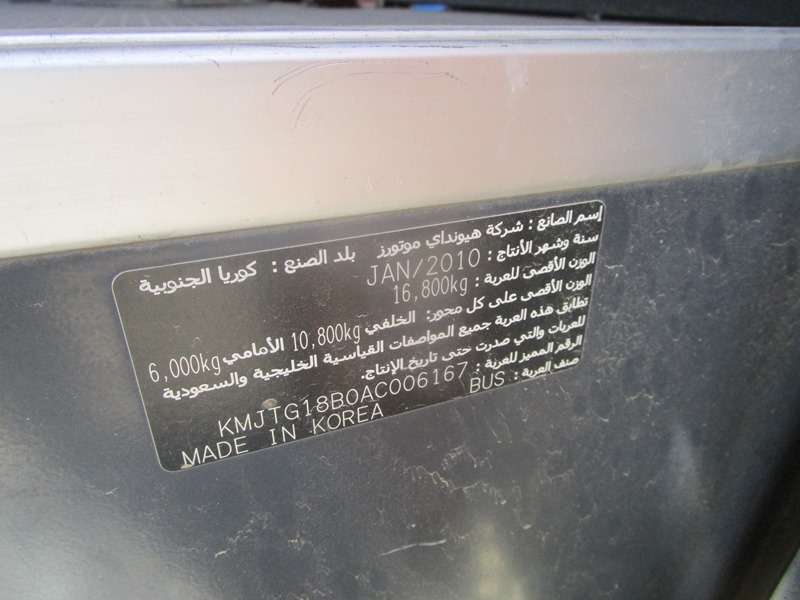 إسم الصانع : شركة هيونداي موتورز بلد الصنع : كوريا الجنوبية
سنة وشهر الأنتاج : JAN/2010
الوزن الأقصى للعربة : 16,800kg
الوزن الأقصى على كل محور: الخلفي 10,800kg الأمامي 6,000kg
تطابق هذه العربة جميع المواصفات القياسية الخليجية والسعودية
للعربات والتي صدرت حتى تاريخ الإنتاج.
الرقم المميز للعربة : KMJTG18B0AC006167
صنف العربة : BUS
MADE IN KOREA